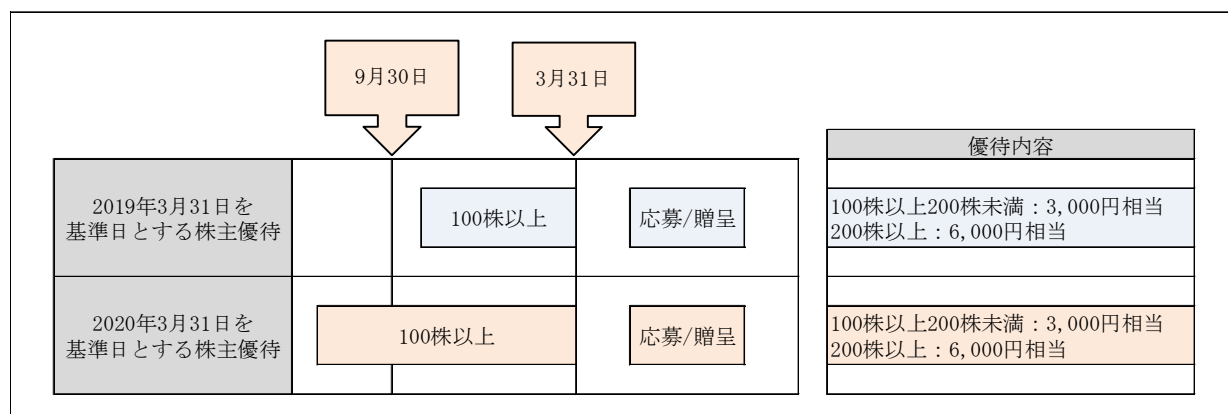 9月30日
3月31日
優待内容
2019年3月31日を
基準日とする株主優待
100株以上
応募/贈呈
100株以上200株未満：3,000円相当
200株以上：6,000円相当
2020年3月31日を
基準日とする株主優待
100株以上
応募/贈呈
100株以上200株未満：3,000円相当
200株以上：6,000円相当